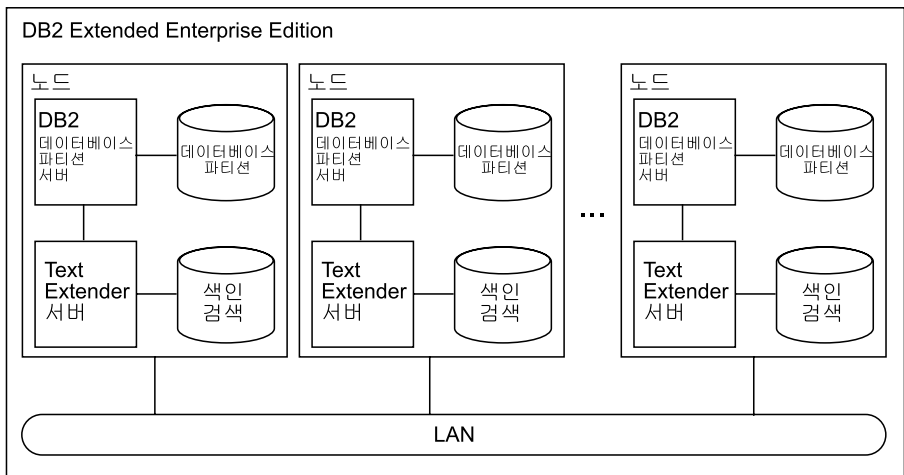 DB2 Extended Enterprise Edition
노드
DB2
데이터베이스
파티션
서버
데이터베이스
파티션
Text
Extender
서버
색인
검색
노드
DB2
데이터베이스
파티션
서버
데이터베이스
파티션
Text
Extender
서버
색인
검색
...
노드
DB2
데이터베이스
파티션
서버
데이터베이스
파티션
Text
Extender
서버
색인
검색
LAN